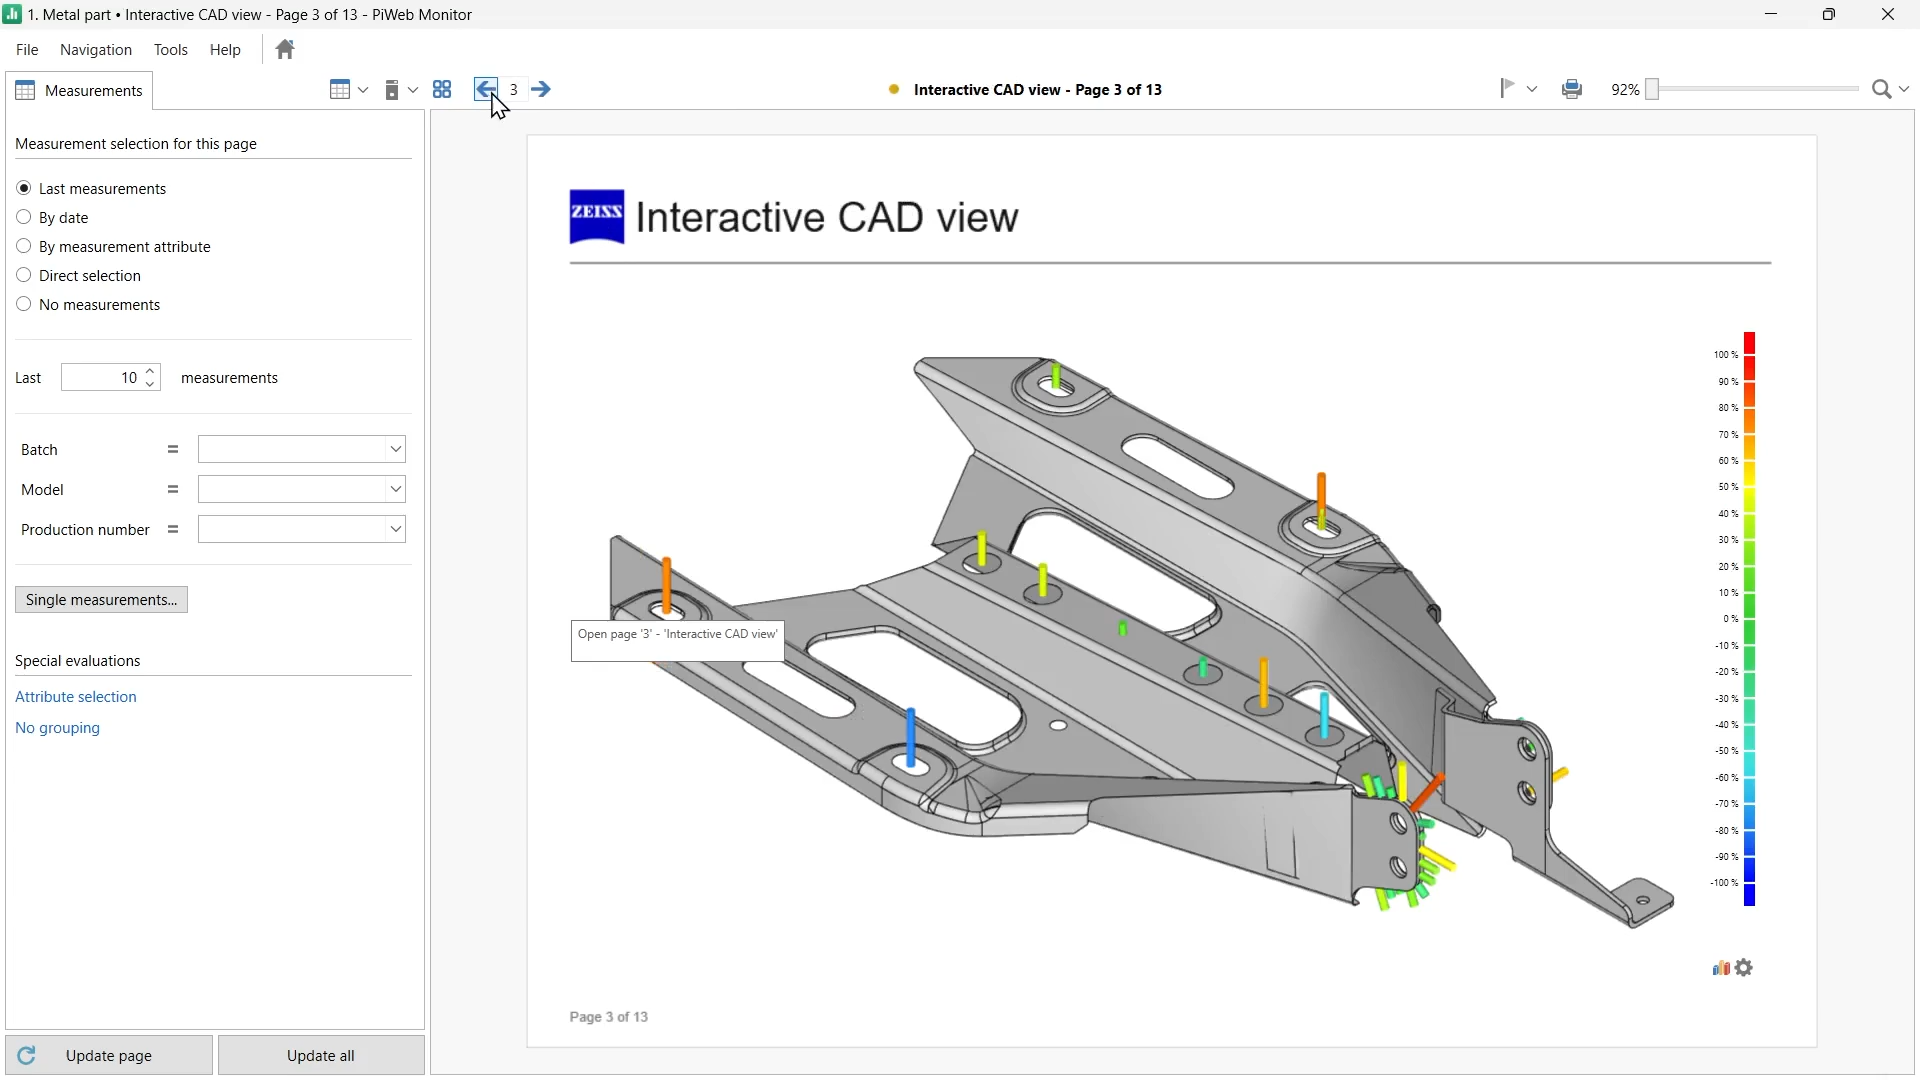 1. Metal part • Interactive CAD view - Page 3 of 13 - PiWeb Monitor
File Navigation Tools Help
Measurements
3
Interactive CAD view - Page 3 of 13
92%
Measurement selection for this page
Last measurements
By date
By measurement attribute
Direct selection
No measurements
Last 10 measurements
Batch =
Model =
Production number =
Single measurements...
Special evaluations
Attribute selection
No grouping
Update page
Update all
ZEISS Interactive CAD view
Open page '3' - 'Interactive CAD view'
100 %
90 %
80 %
70 %
60 %
50 %
40 %
30 %
20 %
10 %
0 %
-10 %
-20 %
-30 %
-40 %
-50 %
-60 %
-70 %
-80 %
-90 %
-100 %
Page 3 of 13